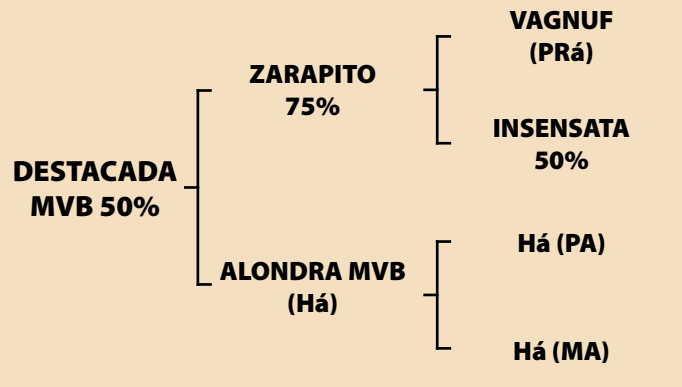 VAGNUF
(PRá)
ZARAPITO
75%
INSENSATA
50%
DESTACADA
MVB 50%
Há (PA)
ALONDRA MVB
(Há)
Há (MA)